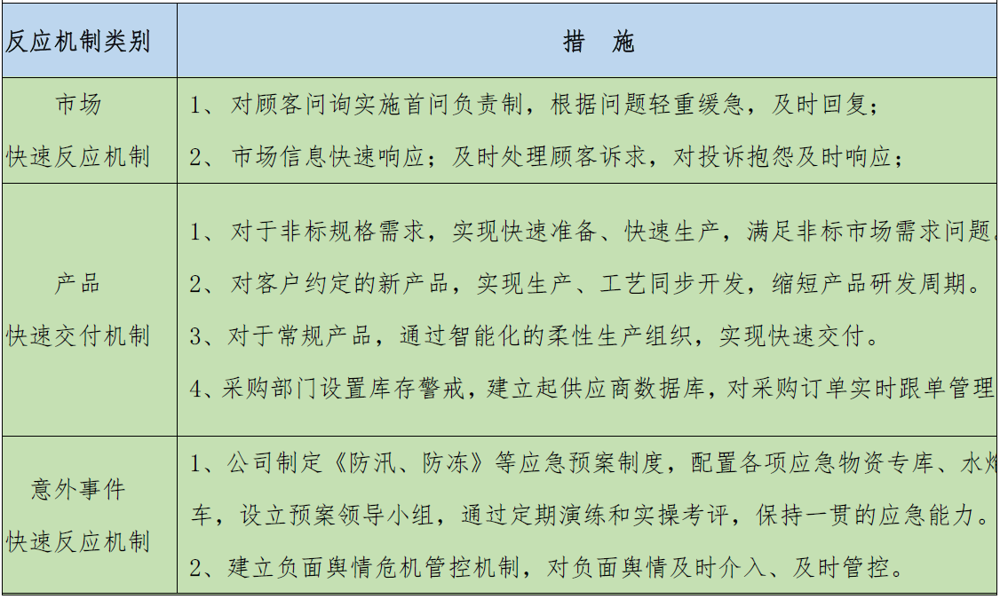 反应机制类别
措 施
市场
快速反应机制
1、 对顾客问询实施首问负责制，根据问题轻重缓急，及时回复；
2、 市场信息快速响应；及时处理顾客诉求，对投诉抱怨及时响应；
产品
快速交付机制
1、 对于非标规格需求，实现快速准备、快速生产，满足非标市场需求问题。
2、 对客户约定的新产品，实现生产、工艺同步开发，缩短产品研发周期。
3、对于常规产品，通过智能化的柔性生产组织，实现快速交付。
4、采购部门设置库存警戒，建立起供应商数据库，对采购订单实时跟单管理
意外事件
快速反应机制
1、公司制定《防汛、防冻》等应急预案制度，配置各项应急物资专库、水
车，设立预案领导小组，通过定期演练和实操考评，保持一贯的应急能力。
2、建立负面舆情危机管控机制，对负面舆情及时介入、及时管控。